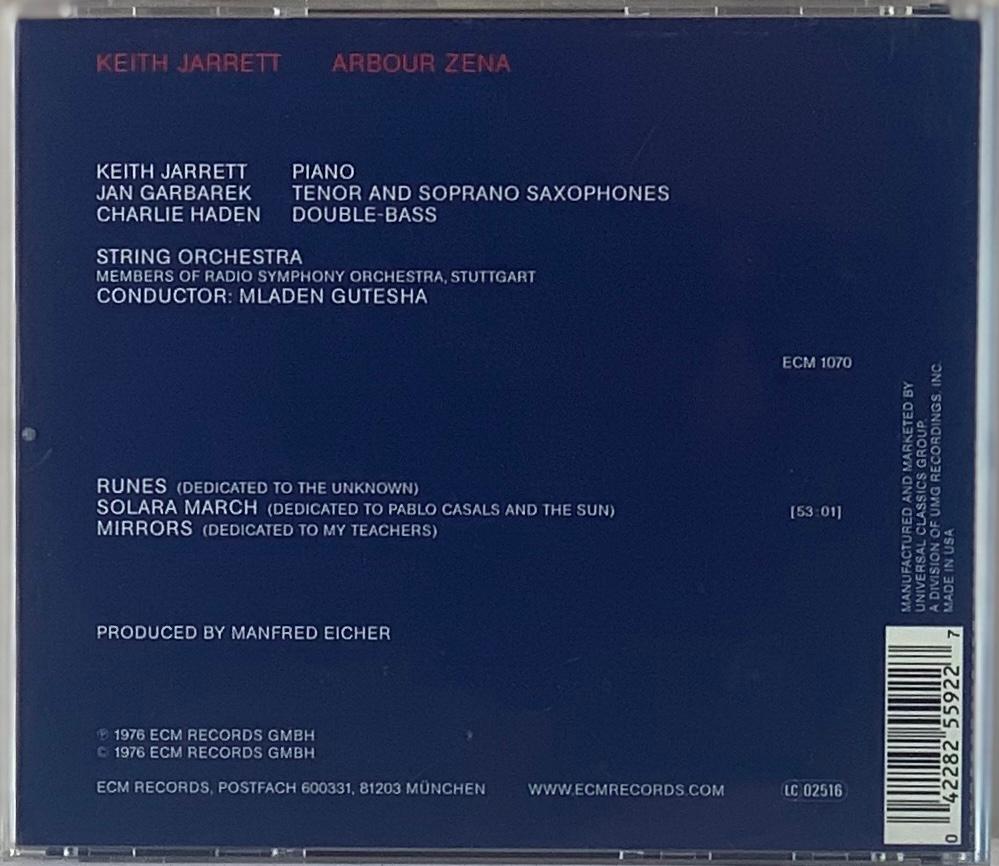 KEITH JARRETT ARBOUR ZENA
KEITH JARRETT PIANO
JAN GARBAREK TENOR AND SOPRANO SAXOPHONES
CHARLIE HADEN DOUBLE-BASS
STRING ORCHESTRA
MEMBERS OF RADIO SYMPHONY ORCHESTRA, STUTTGART
CONDUCTOR: MLADEN GUTESHA
ECM 1070
RUNES (DEDICATED TO THE UNKNOWN)
SOLARA MARCH (DEDICATED TO PABLO CASALS AND THE SUN) [53:01]
MIRRORS (DEDICATED TO MY TEACHERS)
PRODUCED BY MANFRED EICHER
℗ 1976 ECM RECORDS GMBH
© 1976 ECM RECORDS GMBH
ECM RECORDS, POSTFACH 600331, 81203 MÜNCHEN WWW.ECMRECORDS.COM LC 02516
MANUFACTURED AND MARKETED BY
UNIVERSAL CLASSICS GROUP,
A DIVISION OF UMG RECORDINGS, INC.
MADE IN USA
0 42282 55922 7